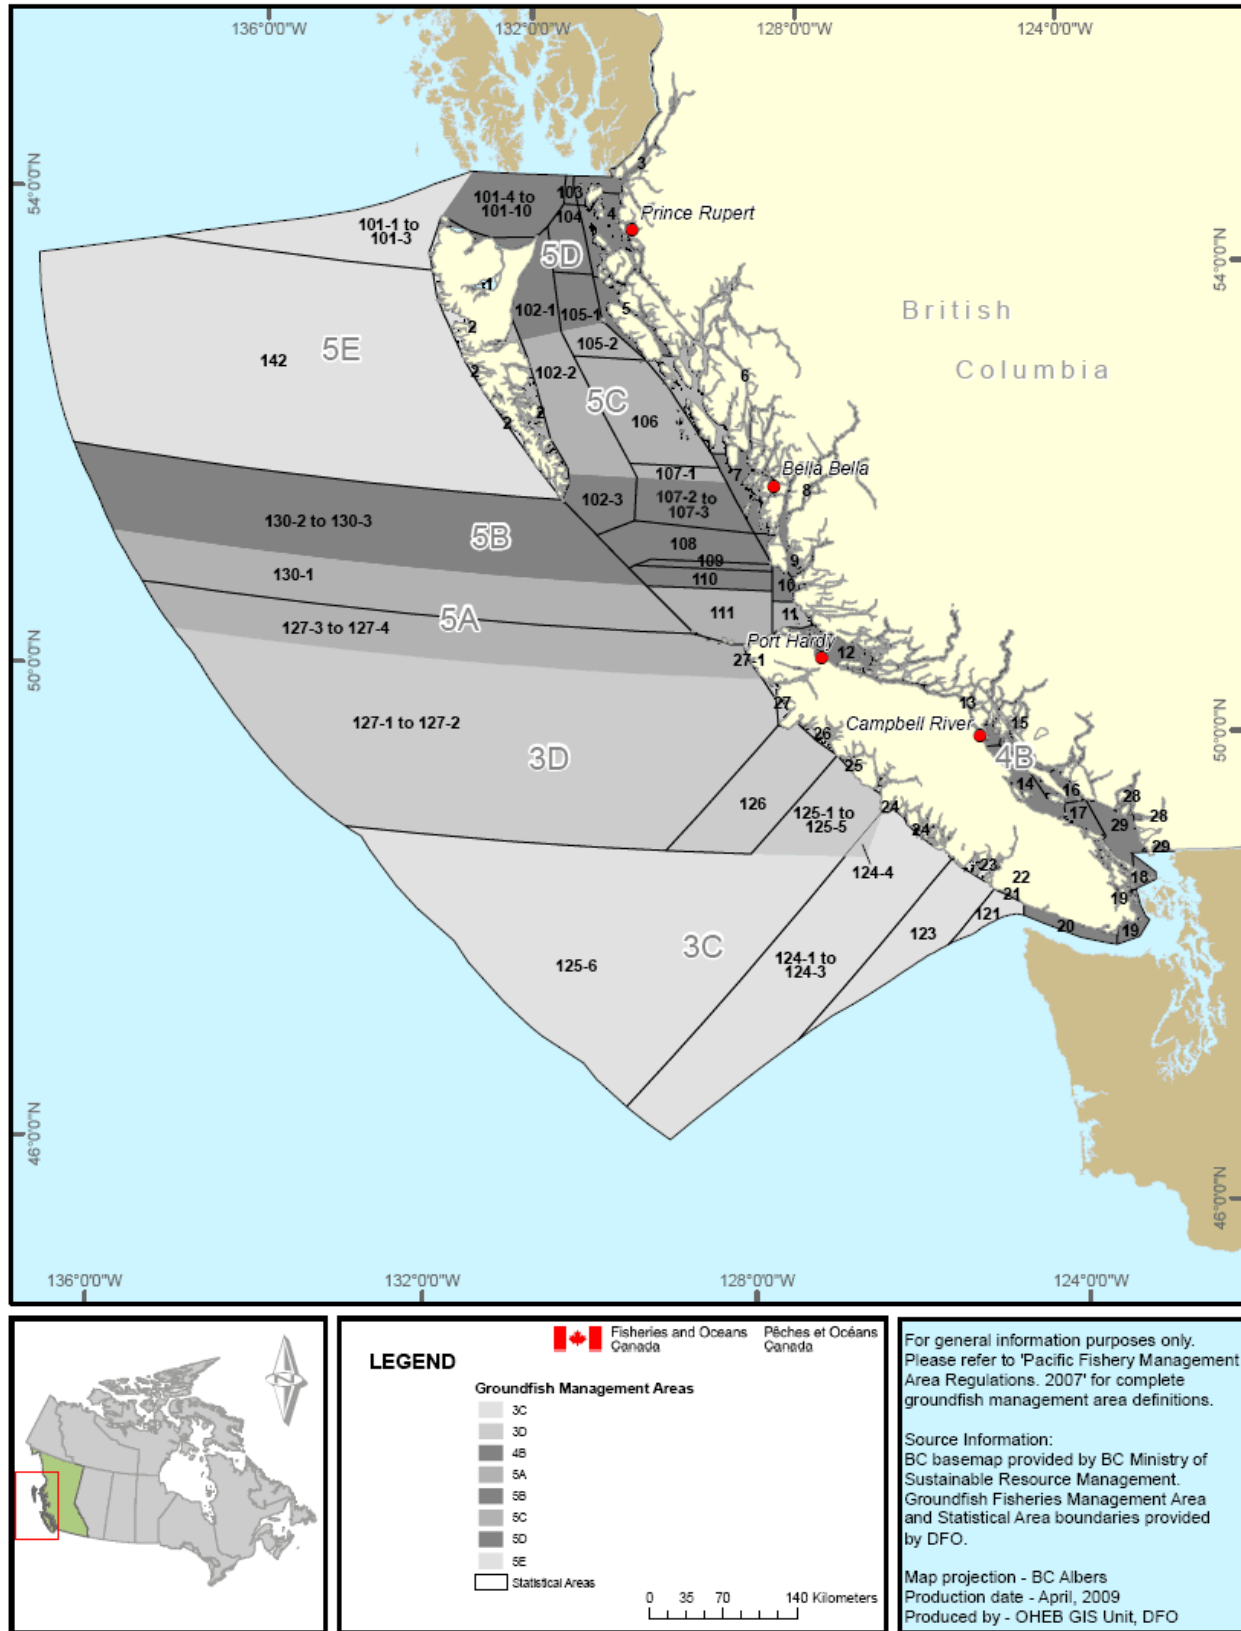 136°0'0"W
132°0'0"W
128°0'0"W
124°0'0"W
54°0'0"N
54°0'0"N
50°0'0"N
50°0'0"N
46°0'0"N
46°0'0"N
3
101-4 to
101-10
103
104
4
Prince Rupert
101-1 to
101-3
5D
1
2
102-1
105-1
5
British
Columbia
142
5E
105-2
2
102-2
6
2
5C
2
106
107-1
7
Bella Bella
102-3
107-2 to
107-3
8
130-2 to 130-3
5B
108
109
9
110
10
130-1
111
11
127-3 to 127-4
5A
Port Hardy
12
27-1
127-1 to 127-2
27
13
Campbell River
15
26
3D
25
4B
14
16
126
125-1 to
125-5
24
17
28
28
29
24
29
124-4
23
22
18
21
19
121
20
19
123
3C
125-6
124-1 to
124-3
136°0'0"W
132°0'0"W
128°0'0"W
124°0'0"W
N
LEGEND
Fisheries and Oceans
Canada
Pêches et Océans
Canada
Groundfish Management Areas
3C
3D
4B
5A
5B
5C
5D
5E
Statistical Areas
0 35 70 140 Kilometers
For general information purposes only.
Please refer to 'Pacific Fishery Management
Area Regulations. 2007' for complete
groundfish management area definitions.
Source Information:
BC basemap provided by BC Ministry of
Sustainable Resource Management.
Groundfish Fisheries Management Area
and Statistical Area boundaries provided
by DFO.
Map projection - BC Albers
Production date - April, 2009
Produced by - OHEB GIS Unit, DFO